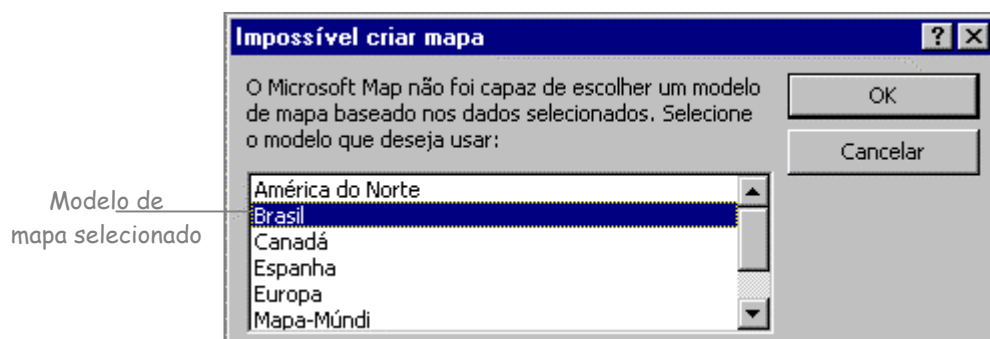 Impossível criar mapa
O Microsoft Map não foi capaz de escolher um modelo
de mapa baseado nos dados selecionados. Selecione
o modelo que deseja usar:
OK
Cancelar
América do Norte
Brasil
Canadá
Espanha
Europa
Mapa-Múndi
Modelo de
mapa selecionado